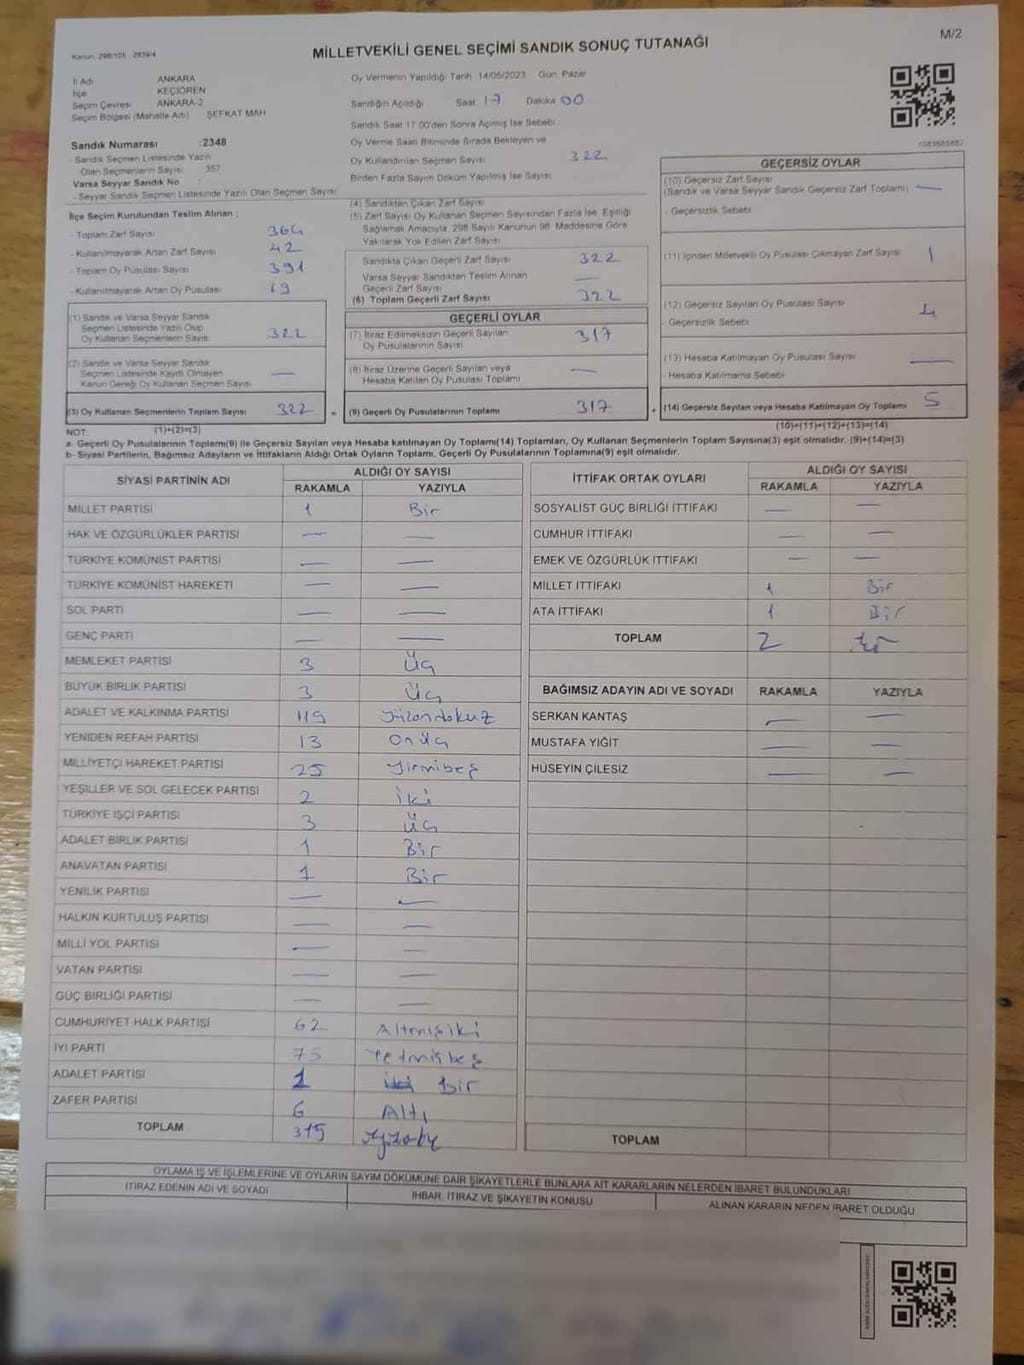 M/2
Kanun: 298/105 2839/4
MİLLETVEKİLİ GENEL SEÇİMİ SANDIK SONUÇ TUTANAĞI
İl Adı ANKARA
İlçe KEÇİÖREN
Seçim Çevresi ANKARA-2
Seçim Bölgesi (Mahalle Adı) ŞEFKAT MAH
Sandık Numarası :2348
- Sandık Seçmen Listesinde Yazılı
Olan Seçmenlerin Sayısı 357
Varsa Seyyar Sandık No :
- Seyyar Sandık Seçmen Listesinde Yazılı Olan Seçmen Sayısı
İlçe Seçim Kurulundan Teslim Alınan :
- Toplam Zarf Sayısı 364
- Kullanılmayarak Artan Zarf Sayısı 42
- Toplam Oy Pusulası Sayısı 391
- Kullanılmayarak Artan Oy Pusulası 69
(1) Sandık ve Varsa Seyyar Sandık
Seçmen Listesinde Yazılı Olup
Oy Kullanan Seçmenlerin Sayısı 322
(2) Sandık ve Varsa Seyyar Sandık
Seçmen Listesinde Kayıtlı Olmayan
Kanun Gereği Oy Kullanan Seçmen Sayısı —
(3) Oy Kullanan Seçmenlerin Toplam Sayısı 322
(1)+(2)=(3)
Oy Vermenin Yapıldığı Tarih 14/05/2023 Gün: Pazar
Sandığın Açıldığı Saat 17 Dakika 00
Sandık Saat 17:00'den Sonra Açılmış İse Sebebi
Oy Verme Saati Bitiminde Sırada Bekleyen ve
Oy Kullandırılan Seçmen Sayısı 322
Birden Fazla Sayım Döküm Yapılmış İse Sayısı
(4) Sandıktan Çıkan Zarf Sayısı
(5) Zarf Sayısı Oy Kullanan Seçmen Sayısından Fazla İse, Eşitliği
Sağlamak Amacıyla 298 Sayılı Kanunun 98. Maddesine Göre
Yakılarak Yok Edilen Zarf Sayısı
Sandıkta Çıkan Geçerli Zarf Sayısı 322
Varsa Seyyar Sandıktan Teslim Alınan
Geçerli Zarf Sayısı —
(6) Toplam Geçerli Zarf Sayısı 322
GEÇERLİ OYLAR
(7) İtiraz Edilmeksizin Geçerli Sayılan
Oy Pusulalarının Sayısı 317
(8) İtiraz Üzerine Geçerli Sayılan veya
Hesaba Katılan Oy Pusulası Toplamı —
= (9) Geçerli Oy Pusulalarının Toplamı 317
1083685882
GEÇERSİZ OYLAR
(10) Geçersiz Zarf Sayısı
(Sandık ve Varsa Seyyar Sandık Geçersiz Zarf Toplamı) —
- Geçersizlik Sebebi
(11) İçinden Milletvekili Oy Pusulası Çıkmayan Zarf Sayısı 1
(12) Geçersiz Sayılan Oy Pusulası Sayısı 4
- Geçersizlik Sebebi
(13) Hesaba Katılmayan Oy Pusulası Sayısı —
- Hesaba Katılmama Sebebi
+ (14) Geçersiz Sayılan veya Hesaba Katılmayan Oy Toplamı 5
(10)+(11)+(12)+(13)=(14)
NOT:
a- Geçerli Oy Pusulalarının Toplamı(9) ile Geçersiz Sayılan veya Hesaba katılmayan Oy Toplamı(14) Toplamları, Oy Kullanan Seçmenlerin Toplam Sayısına(3) eşit olmalıdır. (9)+(14)=(3)
b- Siyasi Partilerin, Bağımsız Adayların ve İttifakların Aldığı Ortak Oyların Toplamı, Geçerli Oy Pusulalarının Toplamına(9) eşit olmalıdır.
SİYASİ PARTİNİN ADI ALDIĞI OY SAYISI
RAKAMLA YAZIYLA
MİLLET PARTİSİ 1 Bir
HAK VE ÖZGÜRLÜKLER PARTİSİ — —
TÜRKİYE KOMÜNİST PARTİSİ — —
TÜRKİYE KOMÜNİST HAREKETİ — —
SOL PARTİ — —
GENÇ PARTİ — —
MEMLEKET PARTİSİ 3 Üç
BÜYÜK BİRLİK PARTİSİ 3 Üç
ADALET VE KALKINMA PARTİSİ 119 Yüzondokuz
YENİDEN REFAH PARTİSİ 13 Onüç
MİLLİYETÇİ HAREKET PARTİSİ 25 Yirmibeş
YEŞİLLER VE SOL GELECEK PARTİSİ 2 İki
TÜRKİYE İŞÇİ PARTİSİ 3 Üç
ADALET BİRLİK PARTİSİ 1 Bir
ANAVATAN PARTİSİ 1 Bir
YENİLİK PARTİSİ — —
HALKIN KURTULUŞ PARTİSİ — —
MİLLİ YOL PARTİSİ — —
VATAN PARTİSİ — —
GÜÇ BİRLİĞİ PARTİSİ — —
CUMHURİYET HALK PARTİSİ 62 Altmışiki
İYİ PARTİ 75 Yetmişbeş
ADALET PARTİSİ 1 Bir
ZAFER PARTİSİ 6 Altı
TOPLAM 315
İTTİFAK ORTAK OYLARI ALDIĞI OY SAYISI
RAKAMLA YAZIYLA
SOSYALİST GÜÇ BİRLİĞİ İTTİFAKI — —
CUMHUR İTTİFAKI — —
EMEK VE ÖZGÜRLÜK İTTİFAKI — —
MİLLET İTTİFAKI 1 Bir
ATA İTTİFAKI 1 Bir
TOPLAM 2
BAĞIMSIZ ADAYIN ADI VE SOYADI RAKAMLA YAZIYLA
SERKAN KANTAŞ — —
MUSTAFA YİĞİT — —
HÜSEYİN ÇİLESİZ — —
TOPLAM
OYLAMA İŞ VE İŞLEMLERİNE VE OYLARIN SAYIM DÖKÜMÜNE DAİR ŞİKAYETLERLE BUNLARA AİT KARARLARIN NELERDEN İBARET BULUNDUKLARI
İTİRAZ EDENİN ADI VE SOYADI İHBAR, İTİRAZ VE ŞİKAYETİN KONUSU ALINAN KARARIN NEDEN İBARET OLDUĞU